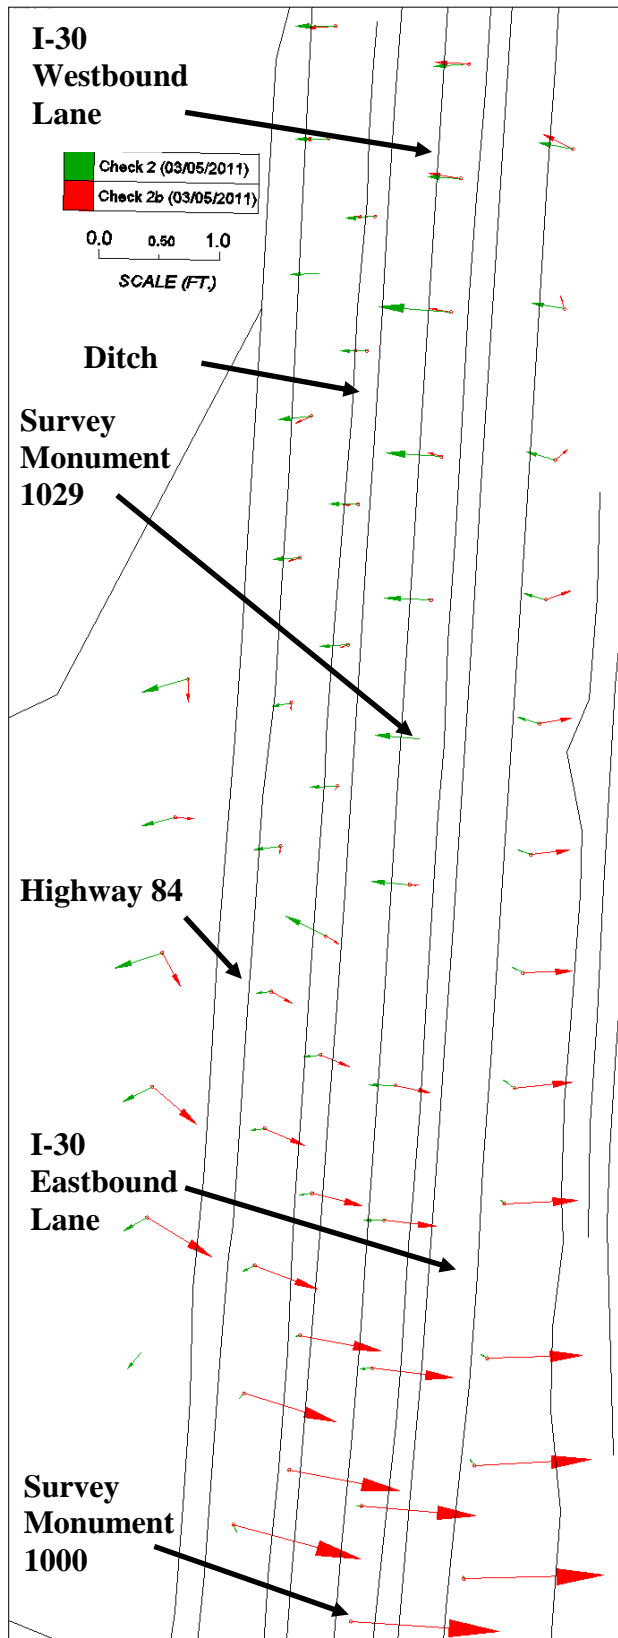 I-30
Westbound
Lane
Check 2 (03/05/2011)
Check 2b (03/05/2011)
0.0 0.50 1.0
SCALE (FT.)
Ditch
Survey
Monument
1029
Highway 84
I-30
Eastbound
Lane
Survey
Monument
1000